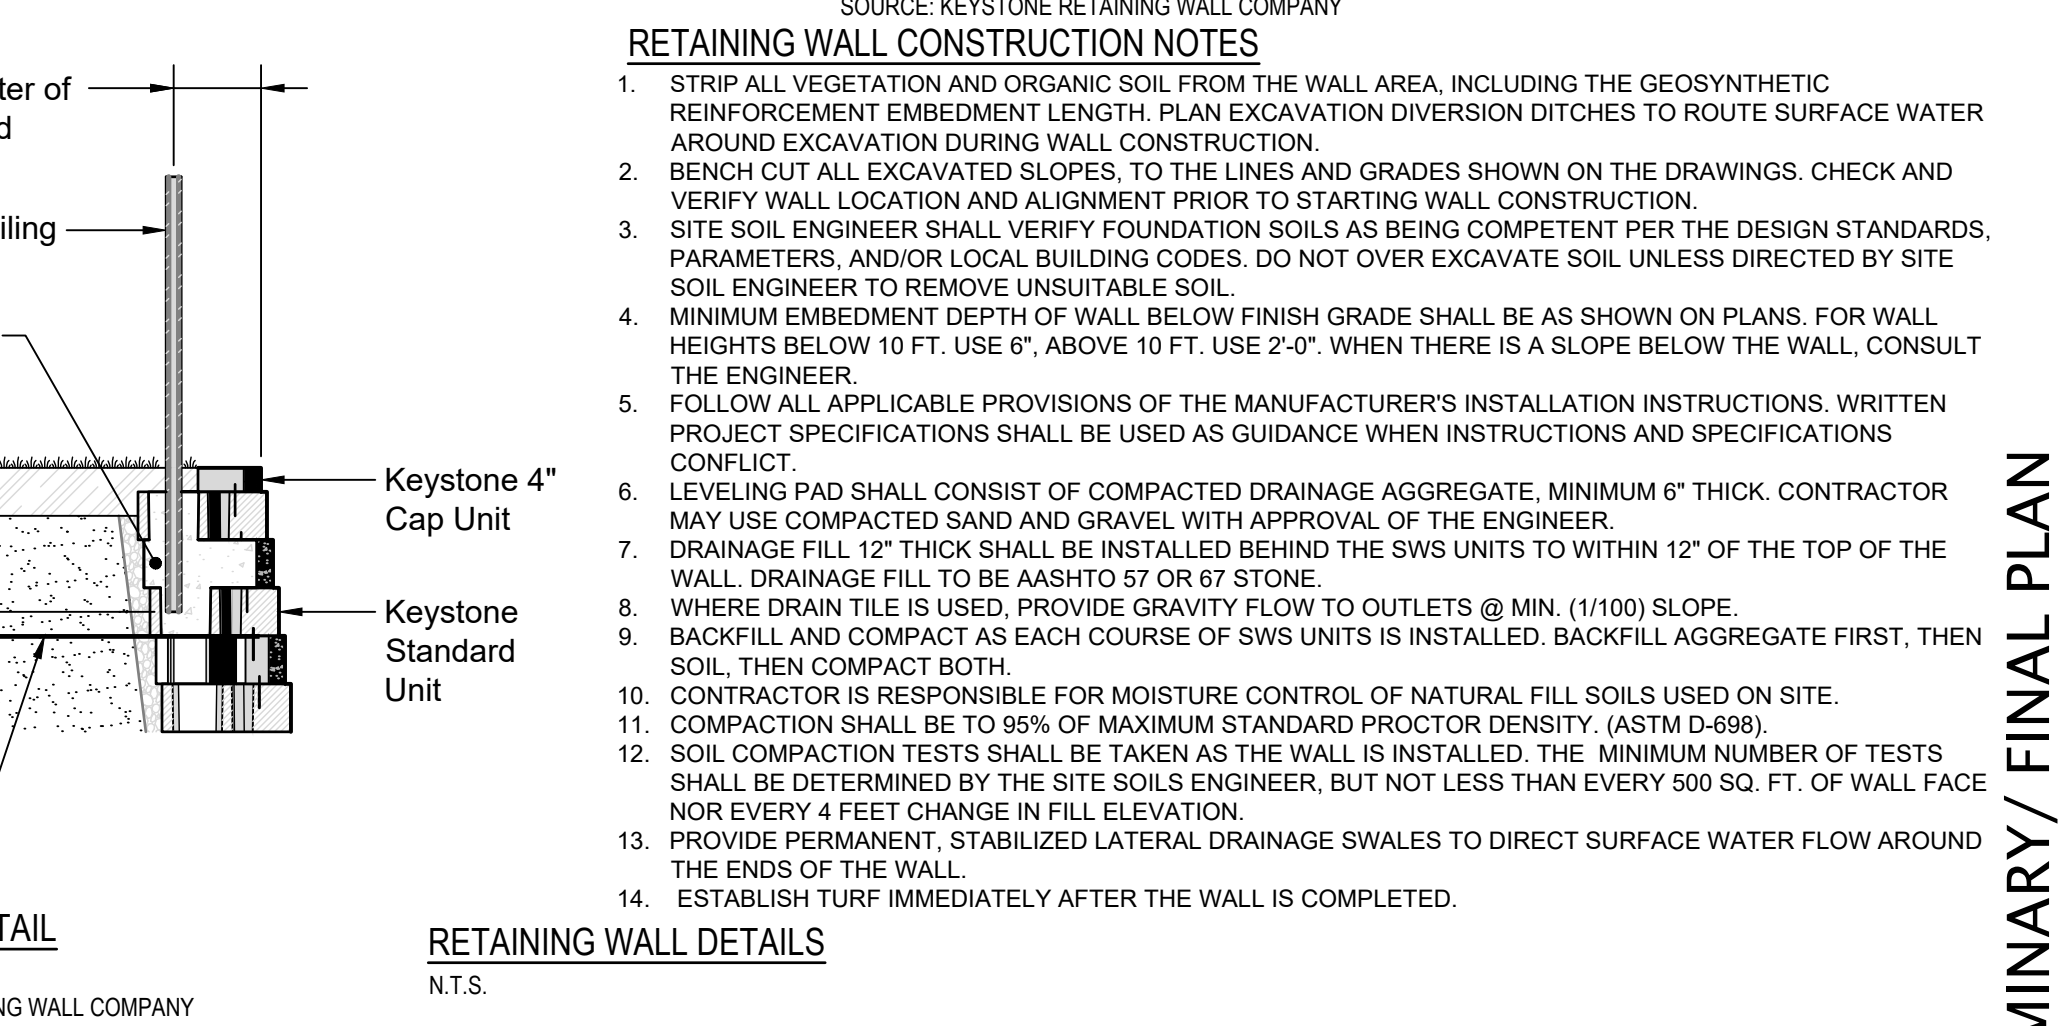 SOURCE: KEYSTONE RETAINING WALL COMPANY
RETAINING WALL CONSTRUCTION NOTES
1. STRIP ALL VEGETATION AND ORGANIC SOIL FROM THE WALL AREA, INCLUDING THE GEOSYNTHETIC
REINFORCEMENT EMBEDMENT LENGTH. PLAN EXCAVATION DIVERSION DITCHES TO ROUTE SURFACE WATER
AROUND EXCAVATION DURING WALL CONSTRUCTION.
2. BENCH CUT ALL EXCAVATED SLOPES, TO THE LINES AND GRADES SHOWN ON THE DRAWINGS. CHECK AND
VERIFY WALL LOCATION AND ALIGNMENT PRIOR TO STARTING WALL CONSTRUCTION.
3. SITE SOIL ENGINEER SHALL VERIFY FOUNDATION SOILS AS BEING COMPETENT PER THE DESIGN STANDARDS,
PARAMETERS, AND/OR LOCAL BUILDING CODES. DO NOT OVER EXCAVATE SOIL UNLESS DIRECTED BY SITE
SOIL ENGINEER TO REMOVE UNSUITABLE SOIL.
4. MINIMUM EMBEDMENT DEPTH OF WALL BELOW FINISH GRADE SHALL BE AS SHOWN ON PLANS. FOR WALL
HEIGHTS BELOW 10 FT. USE 6", ABOVE 10 FT. USE 2'-0". WHEN THERE IS A SLOPE BELOW THE WALL, CONSULT
THE ENGINEER.
5. FOLLOW ALL APPLICABLE PROVISIONS OF THE MANUFACTURER'S INSTALLATION INSTRUCTIONS. WRITTEN
PROJECT SPECIFICATIONS SHALL BE USED AS GUIDANCE WHEN INSTRUCTIONS AND SPECIFICATIONS
CONFLICT.
6. LEVELING PAD SHALL CONSIST OF COMPACTED DRAINAGE AGGREGATE, MINIMUM 6" THICK. CONTRACTOR
MAY USE COMPACTED SAND AND GRAVEL WITH APPROVAL OF THE ENGINEER.
7. DRAINAGE FILL 12" THICK SHALL BE INSTALLED BEHIND THE SWS UNITS TO WITHIN 12" OF THE TOP OF THE
WALL. DRAINAGE FILL TO BE AASHTO 57 OR 67 STONE.
8. WHERE DRAIN TILE IS USED, PROVIDE GRAVITY FLOW TO OUTLETS @ MIN. (1/100) SLOPE.
9. BACKFILL AND COMPACT AS EACH COURSE OF SWS UNITS IS INSTALLED. BACKFILL AGGREGATE FIRST, THEN
SOIL, THEN COMPACT BOTH.
10. CONTRACTOR IS RESPONSIBLE FOR MOISTURE CONTROL OF NATURAL FILL SOILS USED ON SITE.
11. COMPACTION SHALL BE TO 95% OF MAXIMUM STANDARD PROCTOR DENSITY. (ASTM D-698).
12. SOIL COMPACTION TESTS SHALL BE TAKEN AS THE WALL IS INSTALLED. THE MINIMUM NUMBER OF TESTS
SHALL BE DETERMINED BY THE SITE SOILS ENGINEER, BUT NOT LESS THAN EVERY 500 SQ. FT. OF WALL FACE
NOR EVERY 4 FEET CHANGE IN FILL ELEVATION.
13. PROVIDE PERMANENT, STABILIZED LATERAL DRAINAGE SWALES TO DIRECT SURFACE WATER FLOW AROUND
THE ENDS OF THE WALL.
14. ESTABLISH TURF IMMEDIATELY AFTER THE WALL IS COMPLETED.
ter of
d
iling
Keystone 4"
Cap Unit
Keystone
Standard
Unit
TAIL
NG WALL COMPANY
RETAINING WALL DETAILS
N.T.S.
MINARY/ FINAL PLAN